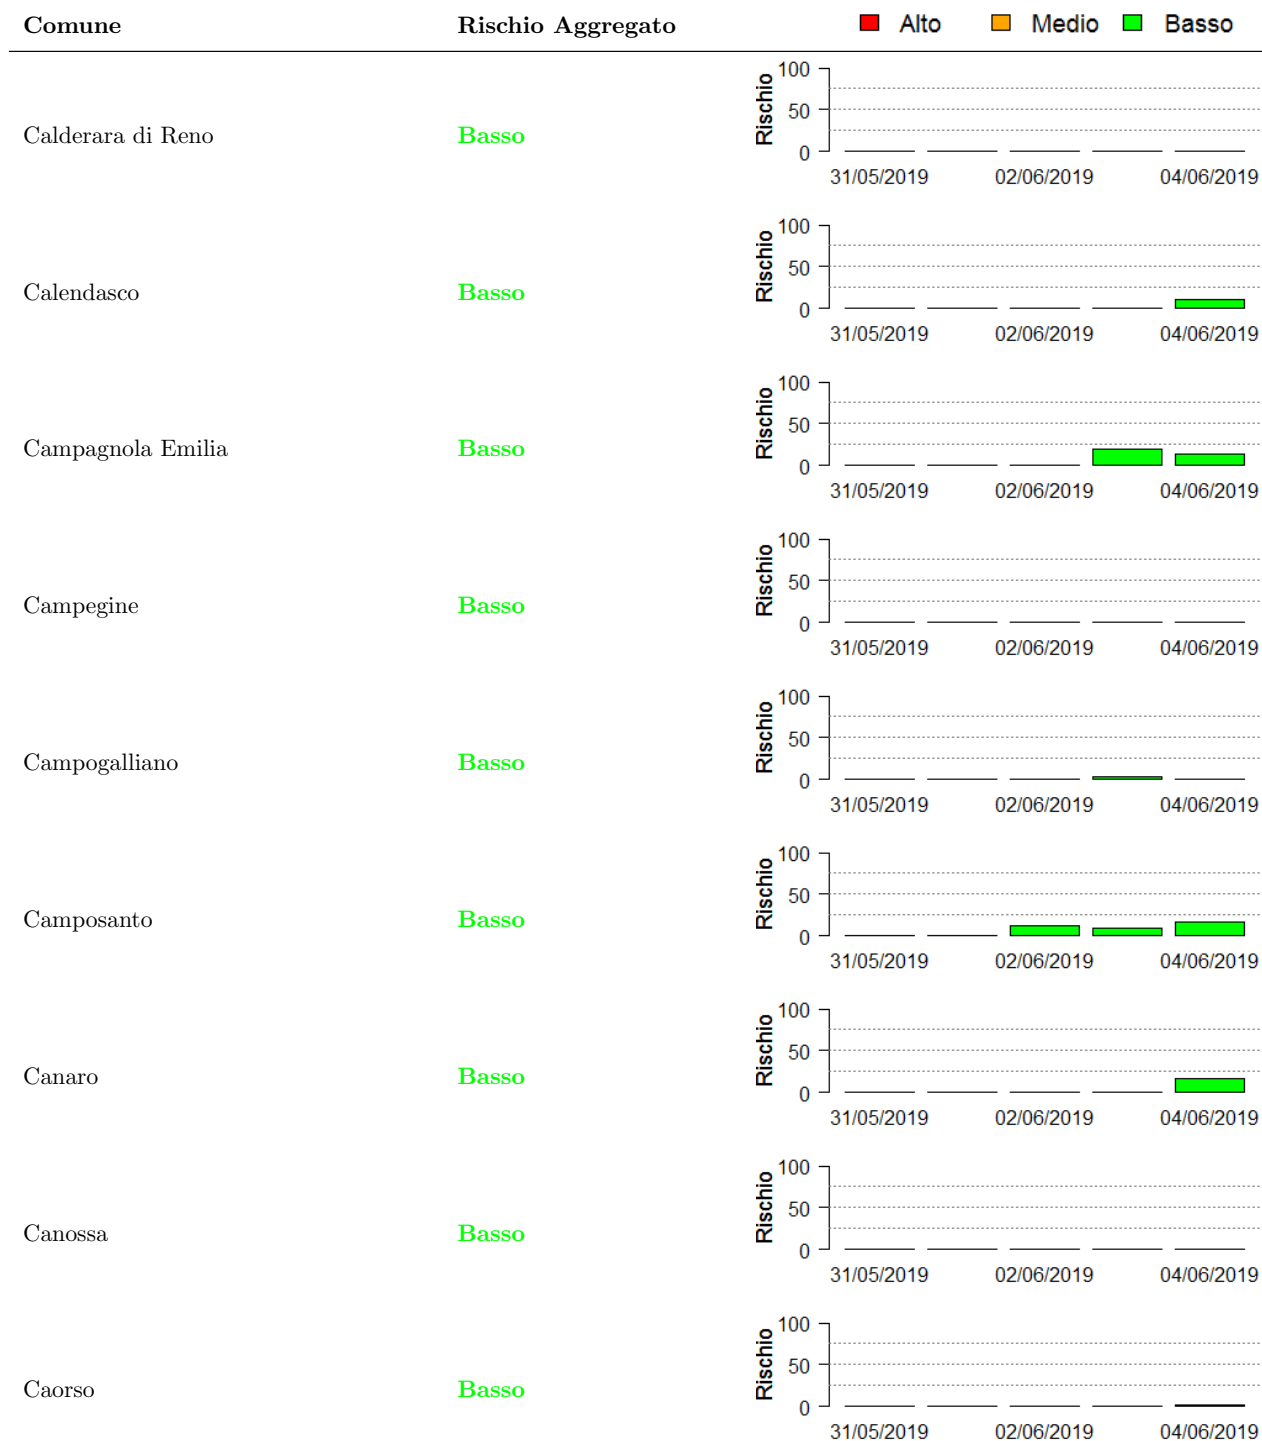 Comune Rischio Aggregato Alto Medio Basso
Calderara di Reno Basso
Rischio
100
50
0
31/05/2019 02/06/2019 04/06/2019
Calendasco Basso
Rischio
100
50
0
31/05/2019 02/06/2019 04/06/2019
Campagnola Emilia Basso
Rischio
100
50
0
31/05/2019 02/06/2019 04/06/2019
Campegine Basso
Rischio
100
50
0
31/05/2019 02/06/2019 04/06/2019
Campogalliano Basso
Rischio
100
50
0
31/05/2019 02/06/2019 04/06/2019
Camposanto Basso
Rischio
100
50
0
31/05/2019 02/06/2019 04/06/2019
Canaro Basso
Rischio
100
50
0
31/05/2019 02/06/2019 04/06/2019
Canossa Basso
Rischio
100
50
0
31/05/2019 02/06/2019 04/06/2019
Caorso Basso
Rischio
100
50
0
31/05/2019 02/06/2019 04/06/2019